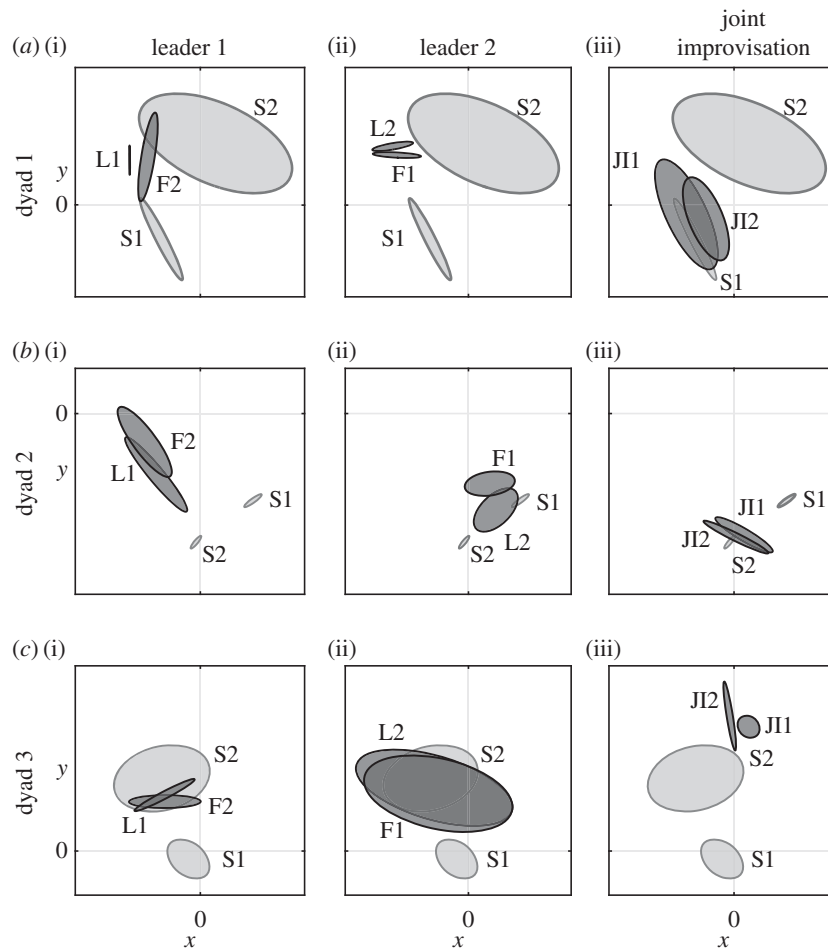 joint
(a) (i) leader 1 (ii) leader 2 (iii) improvisation
S2 S2 S2
L1 L2 JI1
dyad 1 y F2 F1
0
S1 S1 JI2
S1
(b) (i) (ii) (iii)
0
F2 F1
dyad 2 y L1 S1 S1 JI1
S2 S2 L2 JI2
S2
(c) (i) (ii) (iii)
JI2 JI1
S2 L2 S2 S2
dyad 3 y F2
L1 F1
0 S1 S1 S1
0 0 0
x x x